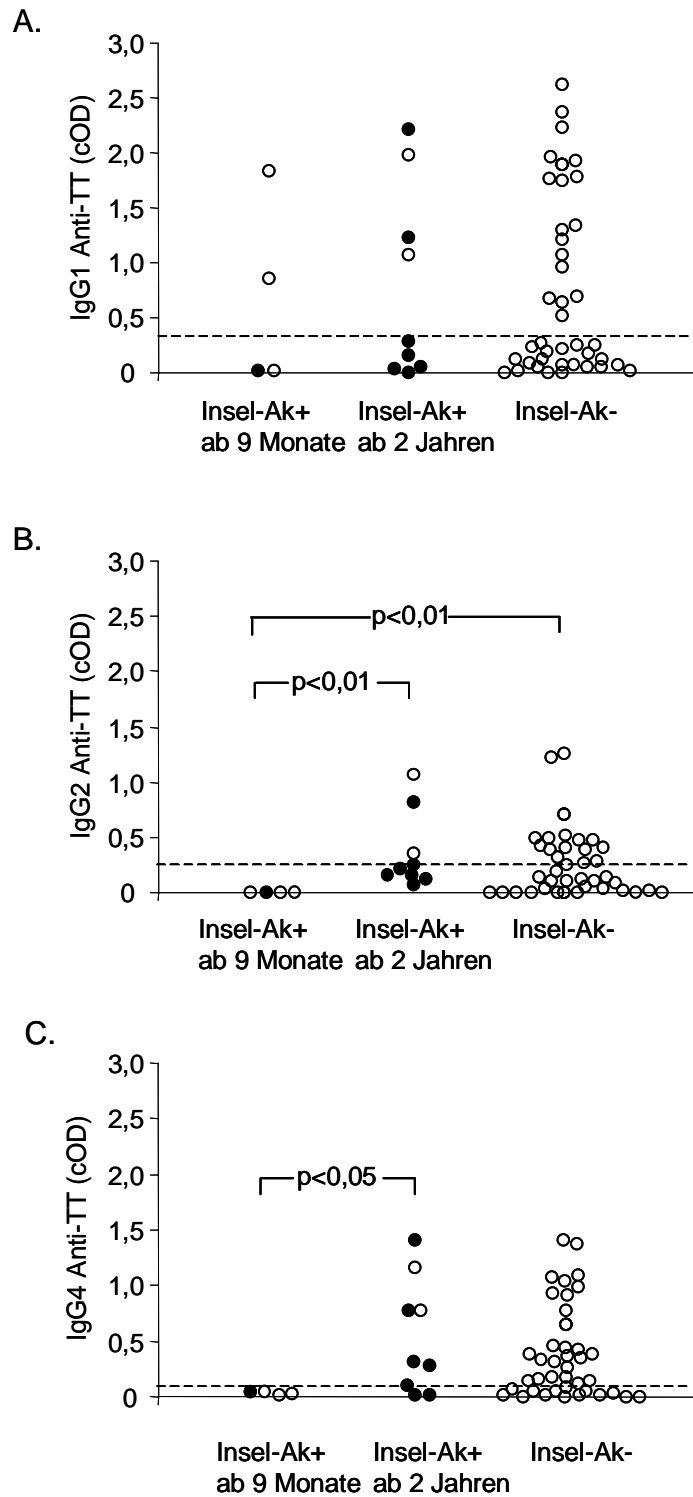 A.
IgG1 Anti-TT (cOD)
3,0
2,5
2,0
1,5
1,0
0,5
0
Insel-Ak+ Insel-Ak+ Insel-Ak-
ab 9 Monate ab 2 Jahren
B.
IgG2 Anti-TT (cOD)
3,0
2,5
2,0
1,5
1,0
0,5
0
p<0,01
p<0,01
Insel-Ak+ Insel-Ak+ Insel-Ak-
ab 9 Monate ab 2 Jahren
C.
IgG4 Anti-TT (cOD)
3,0
2,5
2,0
1,5
1,0
0,5
0
p<0,05
Insel-Ak+ Insel-Ak+ Insel-Ak-
ab 9 Monate ab 2 Jahren